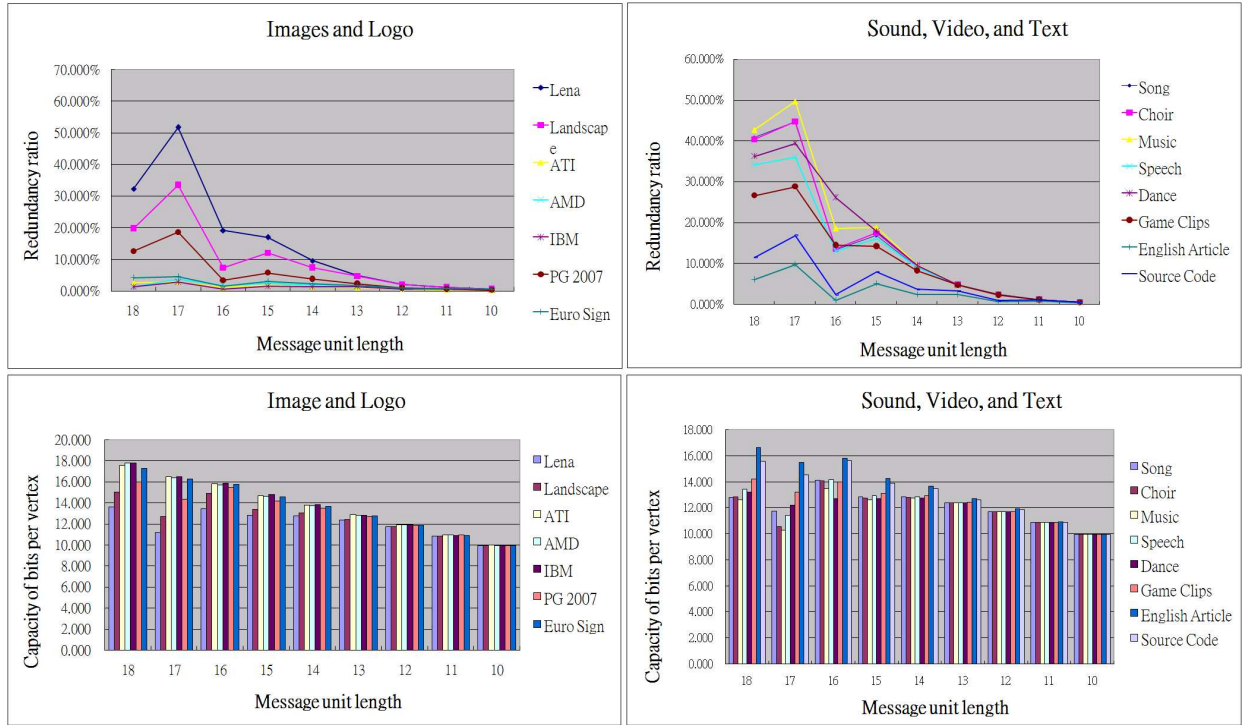 Images and Logo
70.000%
60.000%
50.000%
40.000%
30.000%
20.000%
10.000%
0.000%
Redundancy ratio
18 17 16 15 14 13 12 11 10
Message unit length
Lena
Landscap
e
ATI
AMD
IBM
PG 2007
Euro Sign
Sound, Video, and Text
60.000%
50.000%
40.000%
30.000%
20.000%
10.000%
0.000%
Redundancy ratio
18 17 16 15 14 13 12 11 10
Message unit length
Song
Choir
Music
Speech
Dance
Game Clips
English Article
Source Code
Image and Logo
20.000
18.000
16.000
14.000
12.000
10.000
8.000
6.000
4.000
2.000
0.000
Capacity of bits per vertex
18 17 16 15 14 13 12 11 10
Message unit length
Lena
Landscape
ATI
AMD
IBM
PG 2007
Euro Sign
Sound, Video, and Text
18.000
16.000
14.000
12.000
10.000
8.000
6.000
4.000
2.000
0.000
Capacity of bits per vertex
18 17 16 15 14 13 12 11 10
Message unit length
Song
Choir
Music
Speech
Dance
Game Clips
English Article
Source Code